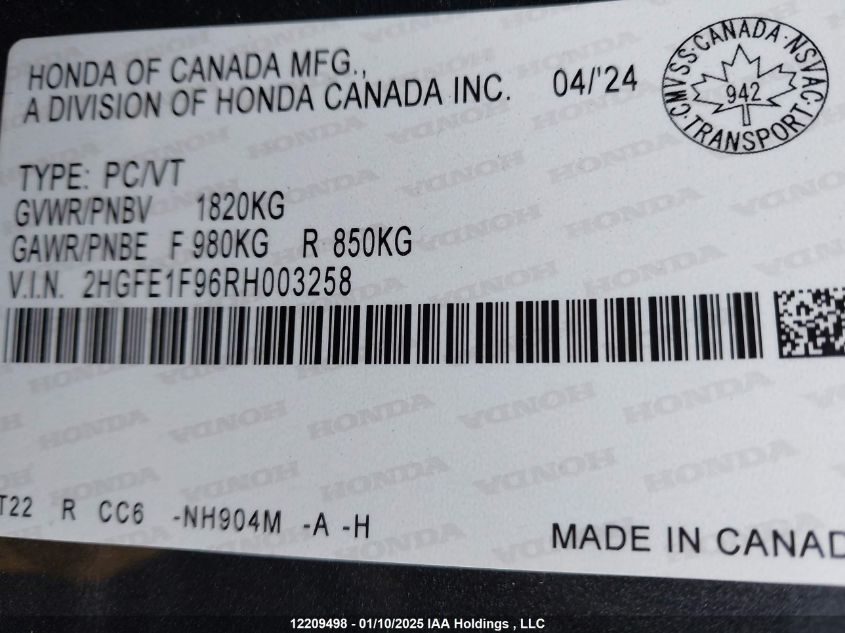 HONDA OF CANADA MFG.,
A DIVISION OF HONDA CANADA INC. 04/'24
CMVSS·CANADA·NSVAC·TRANSPORT·
942
TYPE: PC/VT
GVWR/PNBV 1820KG
GAWR/PNBE F 980KG R 850KG
V.I.N. 2HGFE1F96RH003258
T22 R CC6 -NH904M -A -H
MADE IN CANAD
12209498 - 01/10/2025 IAA Holdings , LLC